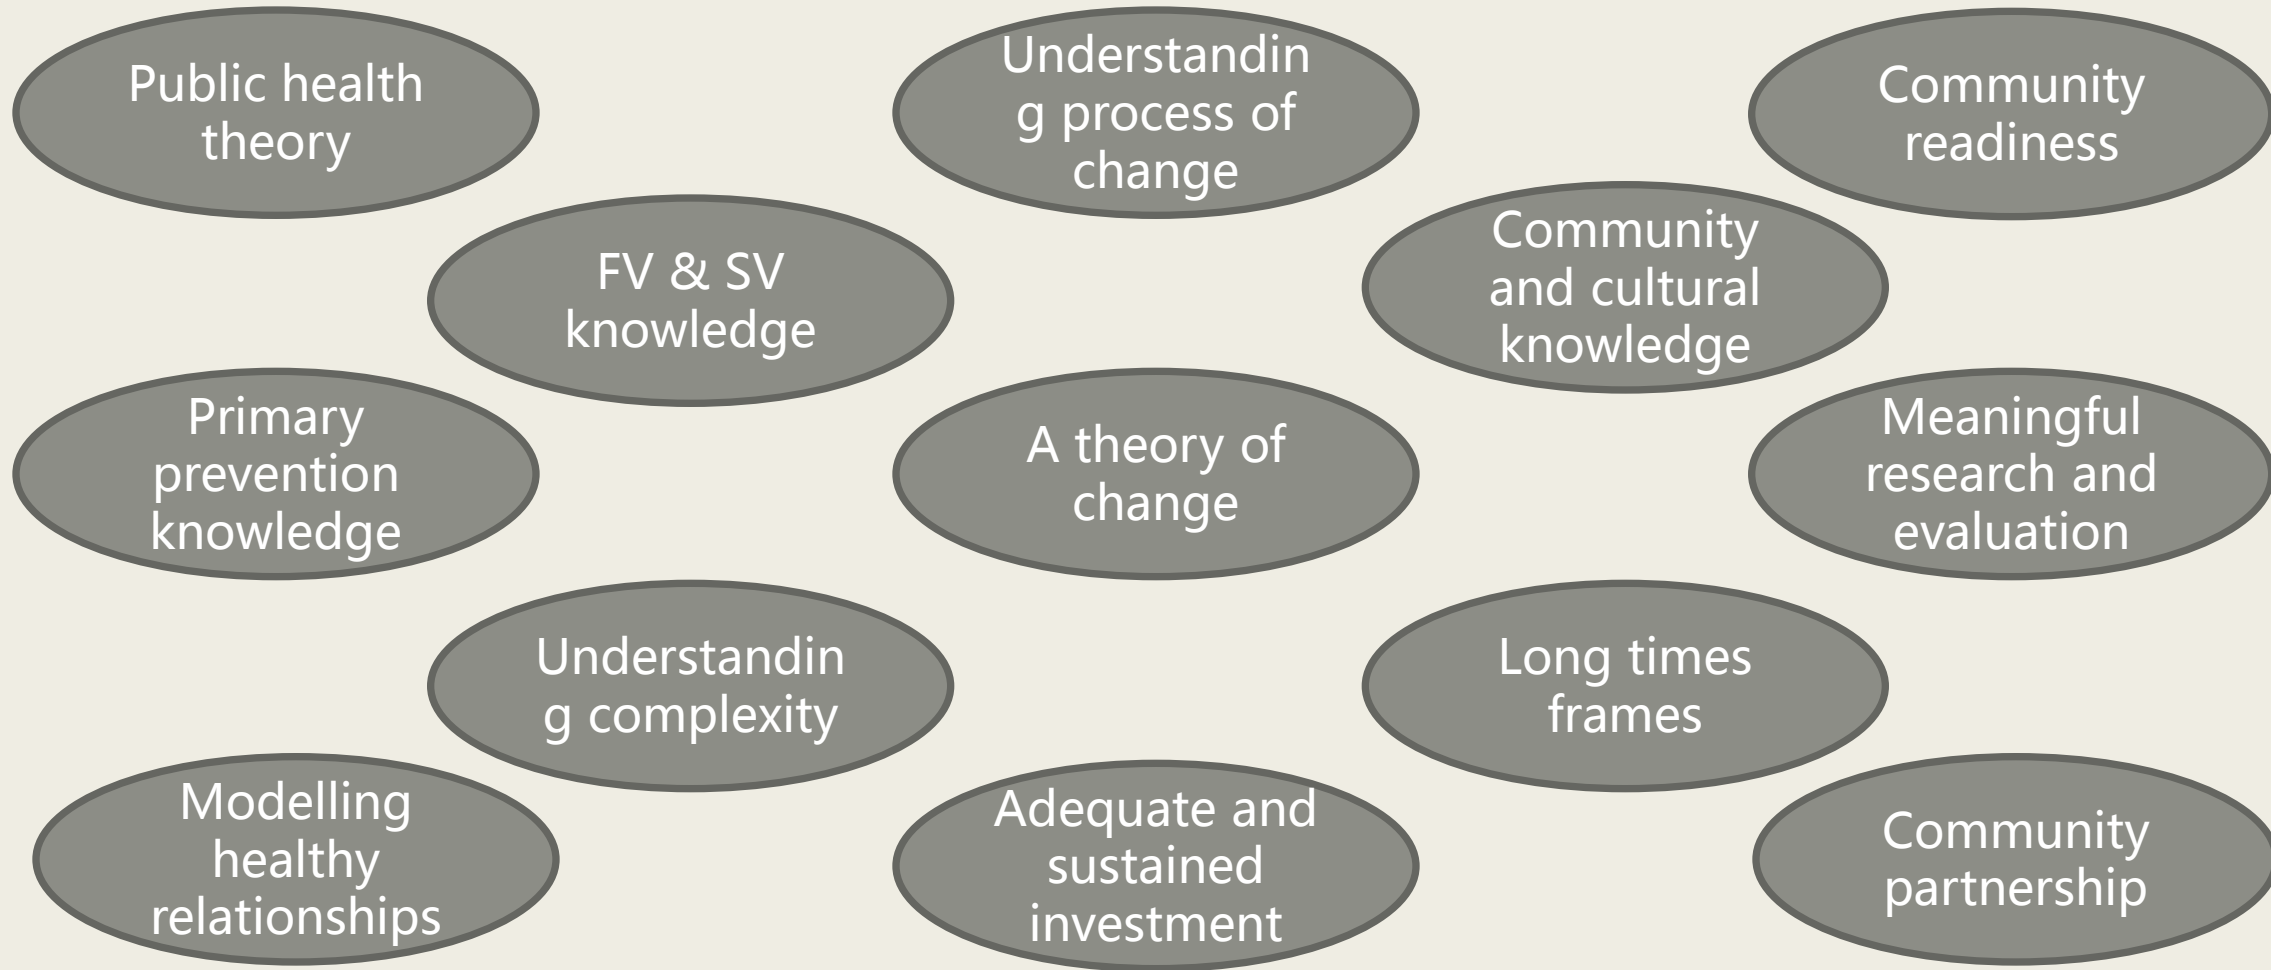 Public health
theory
Understandin
g process of
change
Community
readiness
FV & SV
knowledge
Community
and cultural
knowledge
Primary
prevention
knowledge
A theory of
change
Meaningful
research and
evaluation
Understandin
g complexity
Long times
frames
Modelling
healthy
relationships
Adequate and
sustained
investment
Community
partnership